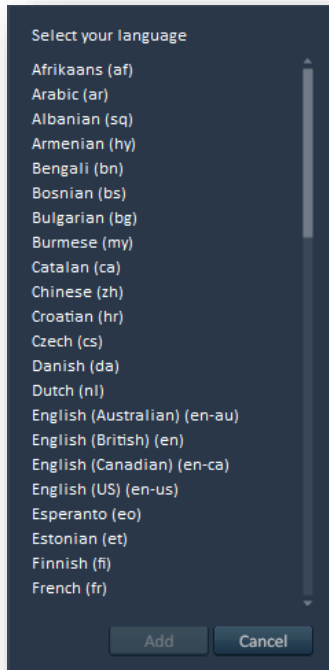 Select your language
Afrikaans (af)
Arabic (ar)
Albanian (sq)
Armenian (hy)
Bengali (bn)
Bosnian (bs)
Bulgarian (bg)
Burmese (my)
Catalan (ca)
Chinese (zh)
Croatian (hr)
Czech (cs)
Danish (da)
Dutch (nl)
English (Australian) (en-au)
English (British) (en)
English (Canadian) (en-ca)
English (US) (en-us)
Esperanto (eo)
Estonian (et)
Finnish (fi)
French (fr)
Add Cancel